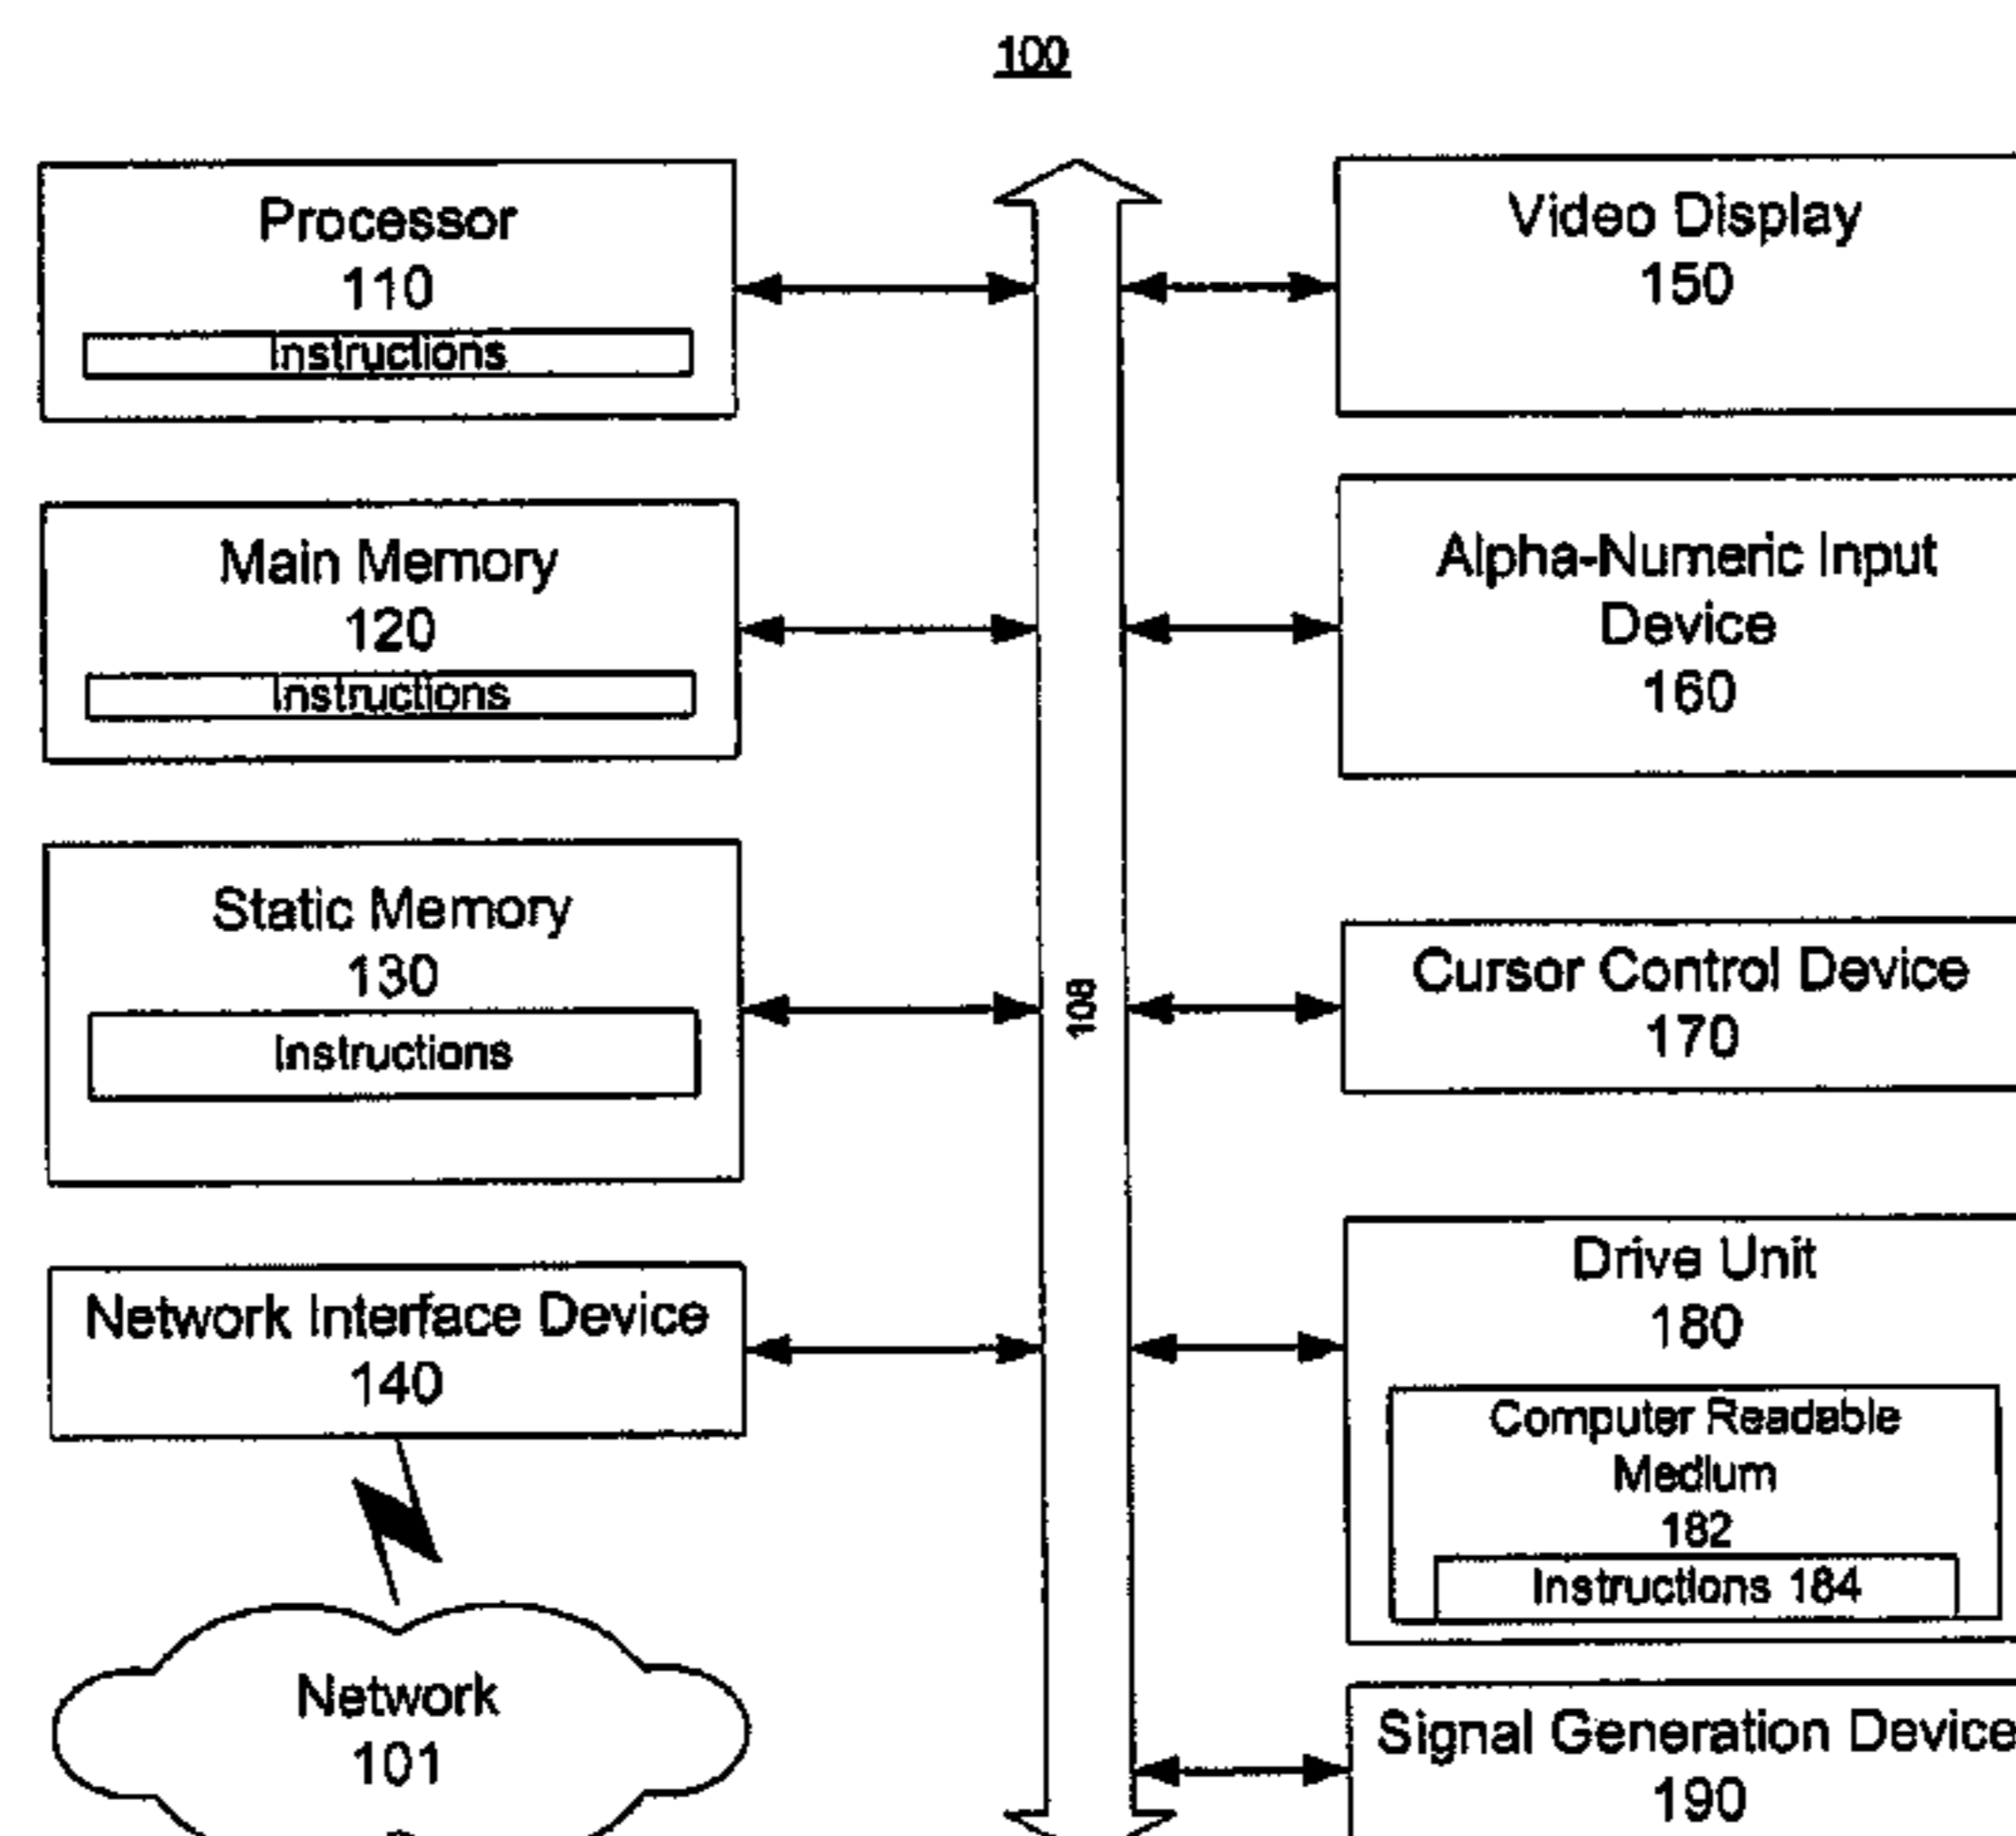 100
Processor
110
Instructions
Main Memory
120
Instructions
Static Memory
130
Instructions
Network Interface Device
140
Network
101
108
Video Display
150
Alpha-Numeric Input
Device
160
Cursor Control Device
170
Drive Unit
180
Computer Readable
Medium
182
Instructions 184
Signal Generation Device
190